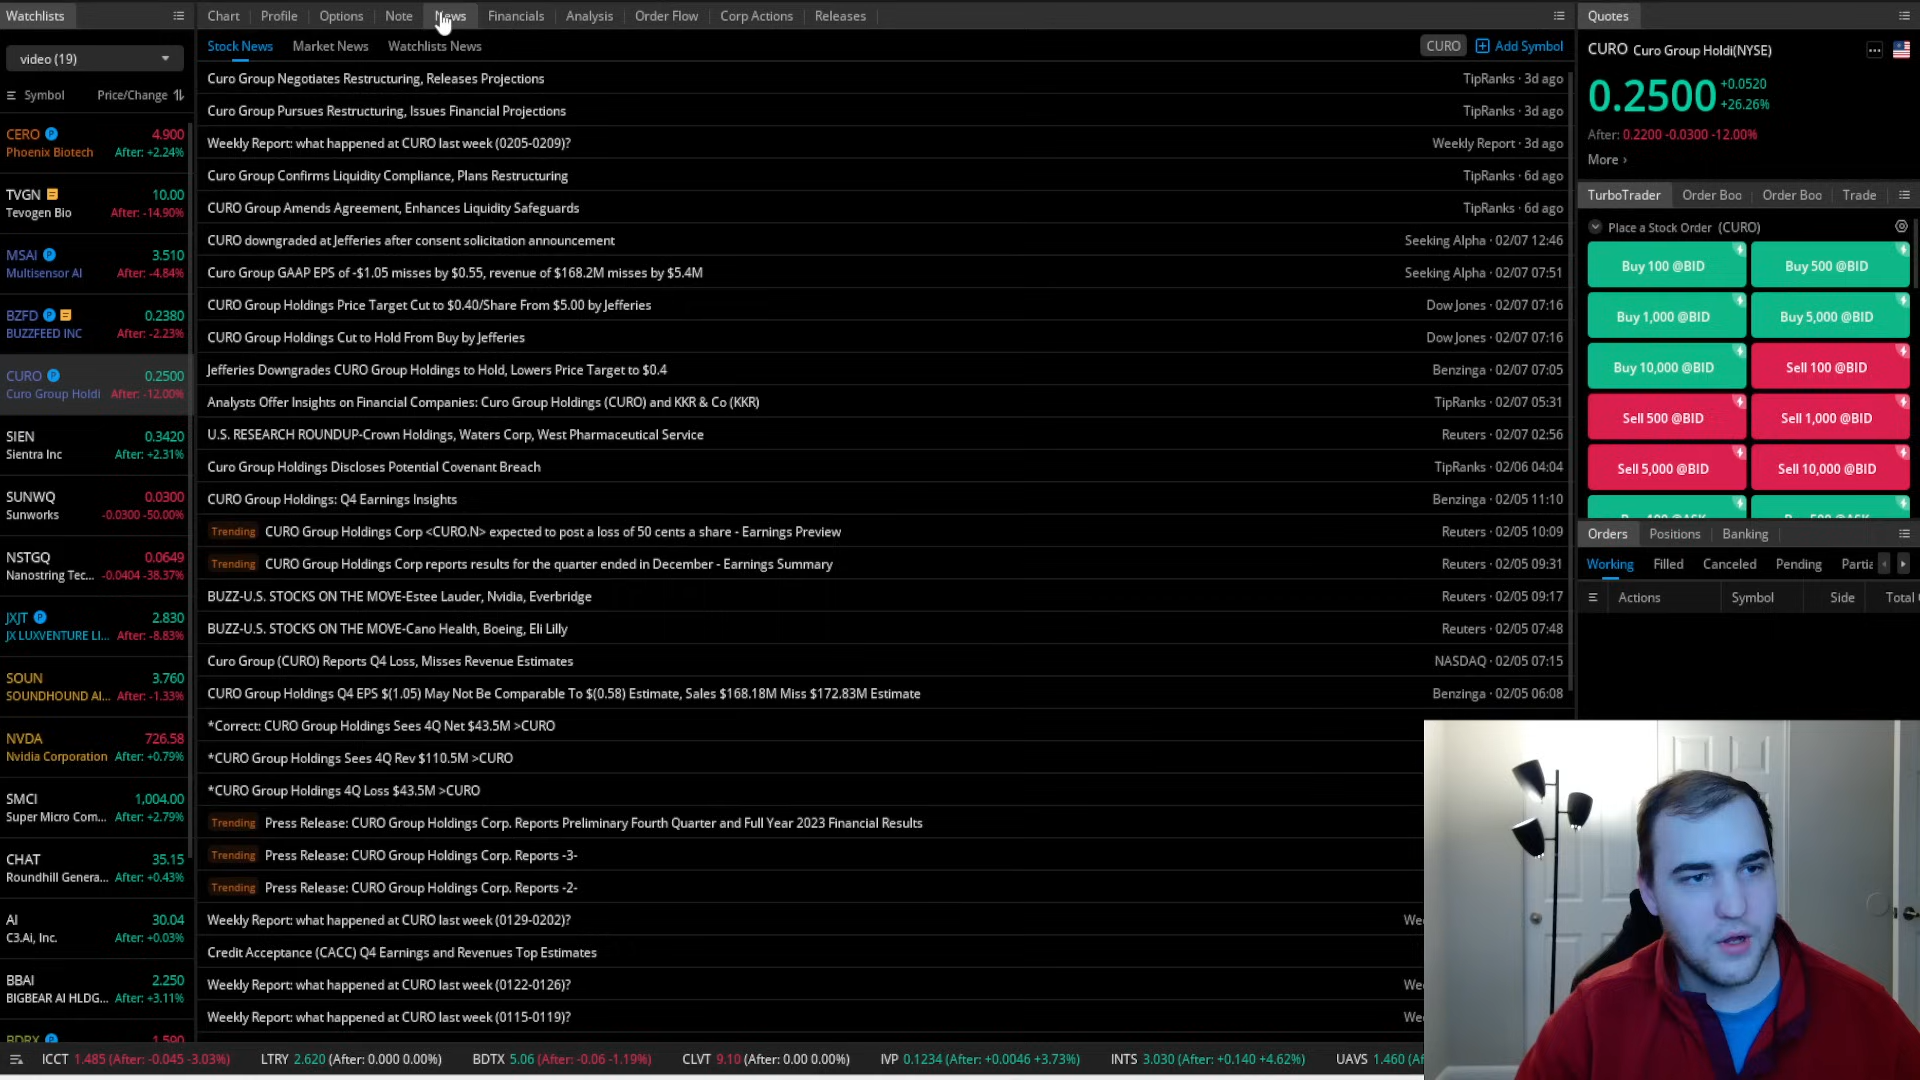 Watchlists
Chart Profile Options Note News Financials Analysis Order Flow Corp Actions Releases
Quotes
video (19)
Symbol Price/Change
CERO 4.900
Phoenix Biotech After: +2.24%
TVGN 10.00
Tevogen Bio After: -14.90%
MSAI 3.510
Multisensor AI After: -4.84%
BZFD 0.2380
BUZZFEED INC After: -2.23%
CURO 0.2500
Curo Group Holdi After: -12.00%
SIEN 0.3420
Sientra Inc After: +2.31%
SUNWQ 0.0300
Sunworks -0.0300 -50.00%
NSTGQ 0.0649
Nanostring Tec... -0.0404 -38.37%
JXJT 2.830
JX LUXVENTURE LI... After: -8.83%
SOUN 3.760
SOUNDHOUND AI... After: -1.33%
NVDA 726.58
Nvidia Corporation After: +0.79%
SMCI 1,004.00
Super Micro Com... After: +2.79%
CHAT 35.15
Roundhill Genera... After: +0.43%
AI 30.04
C3.Ai, Inc. After: +0.03%
BBAI 2.250
BIGBEAR AI HLDG... After: +3.11%
BDRX 1.590
Stock News Market News Watchlists News CURO Add Symbol
Curo Group Negotiates Restructuring, Releases Projections TipRanks · 3d ago
Curo Group Pursues Restructuring, Issues Financial Projections TipRanks · 3d ago
Weekly Report: what happened at CURO last week (0205-0209)? Weekly Report · 3d ago
Curo Group Confirms Liquidity Compliance, Plans Restructuring TipRanks · 6d ago
CURO Group Amends Agreement, Enhances Liquidity Safeguards TipRanks · 6d ago
CURO downgraded at Jefferies after consent solicitation announcement Seeking Alpha · 02/07 12:46
Curo Group GAAP EPS of -$1.05 misses by $0.55, revenue of $168.2M misses by $5.4M Seeking Alpha · 02/07 07:51
CURO Group Holdings Price Target Cut to $0.40/Share From $5.00 by Jefferies Dow Jones · 02/07 07:16
CURO Group Holdings Cut to Hold From Buy by Jefferies Dow Jones · 02/07 07:16
Jefferies Downgrades CURO Group Holdings to Hold, Lowers Price Target to $0.4 Benzinga · 02/07 07:05
Analysts Offer Insights on Financial Companies: Curo Group Holdings (CURO) and KKR & Co (KKR) TipRanks · 02/07 05:31
U.S. RESEARCH ROUNDUP-Crown Holdings, Waters Corp, West Pharmaceutical Service Reuters · 02/07 02:56
Curo Group Holdings Discloses Potential Covenant Breach TipRanks · 02/06 04:04
CURO Group Holdings: Q4 Earnings Insights Benzinga · 02/05 11:10
Trending CURO Group Holdings Corp <CURO.N> expected to post a loss of 50 cents a share - Earnings Preview Reuters · 02/05 10:09
Trending CURO Group Holdings Corp reports results for the quarter ended in December - Earnings Summary Reuters · 02/05 09:31
BUZZ-U.S. STOCKS ON THE MOVE-Estee Lauder, Nvidia, Everbridge Reuters · 02/05 09:17
BUZZ-U.S. STOCKS ON THE MOVE-Cano Health, Boeing, Eli Lilly Reuters · 02/05 07:48
Curo Group (CURO) Reports Q4 Loss, Misses Revenue Estimates NASDAQ · 02/05 07:15
CURO Group Holdings Q4 EPS $(1.05) May Not Be Comparable To $(0.58) Estimate, Sales $168.18M Miss $172.83M Estimate Benzinga · 02/05 06:08
*Correct: CURO Group Holdings Sees 4Q Net $43.5M >CURO
*CURO Group Holdings Sees 4Q Rev $110.5M >CURO
*CURO Group Holdings 4Q Loss $43.5M >CURO
Trending Press Release: CURO Group Holdings Corp. Reports Preliminary Fourth Quarter and Full Year 2023 Financial Results
Trending Press Release: CURO Group Holdings Corp. Reports -3-
Trending Press Release: CURO Group Holdings Corp. Reports -2-
Weekly Report: what happened at CURO last week (0129-0202)? We
Credit Acceptance (CACC) Q4 Earnings and Revenues Top Estimates
Weekly Report: what happened at CURO last week (0122-0126)? We
Weekly Report: what happened at CURO last week (0115-0119)? We
CURO Curo Group Holdi(NYSE)
0.2500 +0.0520
+26.26%
After: 0.2200 -0.0300 -12.00%
More ›
TurboTrader Order Boo Order Boo Trade
Place a Stock Order (CURO)
Buy 100 @BID Buy 500 @BID
Buy 1,000 @BID Buy 5,000 @BID
Buy 10,000 @BID Sell 100 @BID
Sell 500 @BID Sell 1,000 @BID
Sell 5,000 @BID Sell 10,000 @BID
Buy 100 @ASK Buy 500 @ASK
Orders Positions Banking
Working Filled Canceled Pending Partia
Actions Symbol Side Total
ICCT 1.485 (After: -0.045 -3.03%) LTRY 2.620 (After: 0.000 0.00%) BDTX 5.06 (After: -0.06 -1.19%) CLVT 9.10 (After: 0.00 0.00%) IVP 0.1234 (After: +0.0046 +3.73%) INTS 3.030 (After: +0.140 +4.62%) UAVS 1.460 (Af